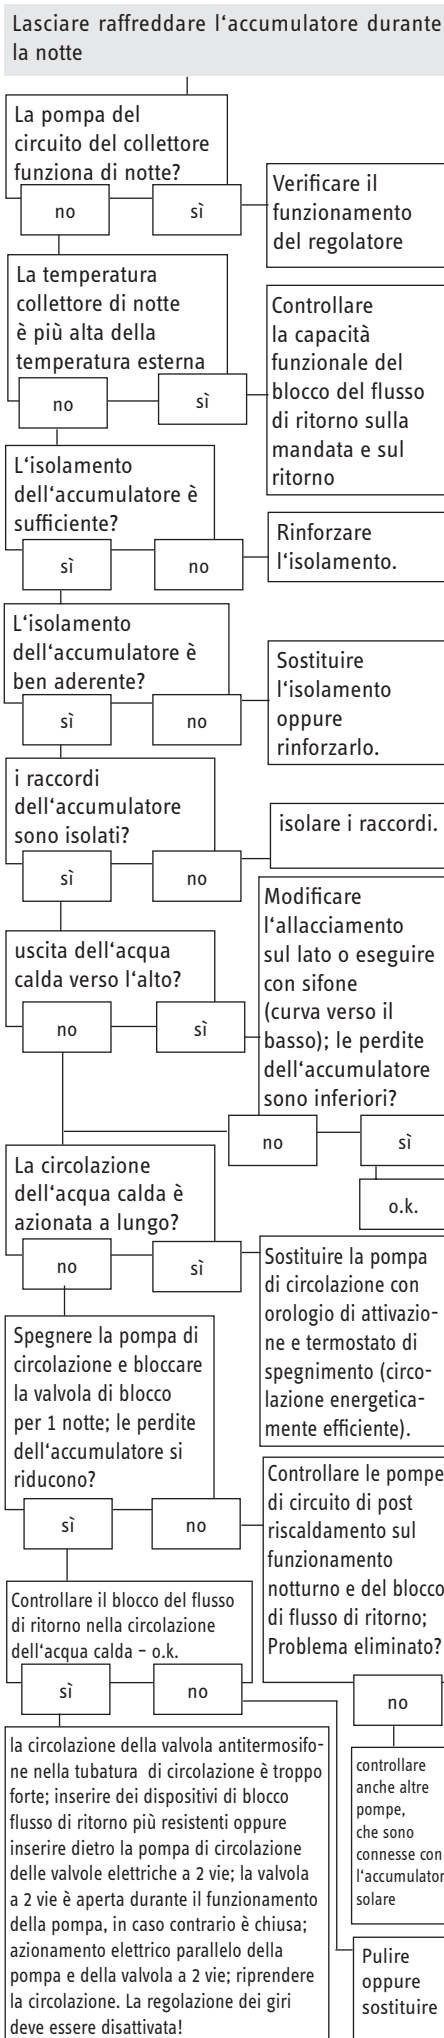 Lasciare raffreddare l‘accumulatore durante
la notte
La pompa del
circuito del collettore
funziona di notte?
no
sì
Verificare il
funzionamento
del regolatore
La temperatura
collettore di notte
è più alta della
temperatura esterna
no
sì
Controllare
la capacità
funzionale del
blocco del flusso
di ritorno sulla
mandata e sul
ritorno
L‘isolamento
dell‘accumulatore è
sufficiente?
sì
no
Rinforzare
l‘isolamento.
L‘isolamento
dell‘accumulatore è
ben aderente?
sì
no
Sostituire
l‘isolamento
oppure
rinforzarlo.
i raccordi
dell‘accumulatore
sono isolati?
sì
no
isolare i raccordi.
uscita dell‘acqua
calda verso l‘alto?
no
sì
Modificare
l‘allacciamento
sul lato o eseguire
con sifone
(curva verso il
basso); le perdite
dell‘accumulatore
sono inferiori?
no
sì
o.k.
La circolazione
dell‘acqua calda è
azionata a lungo?
no
sì
Sostituire la pompa
di circolazione con
orologio di attivazio-
ne e termostato di
spegnimento (circo-
lazione energetica-
mente efficiente).
Spegnere la pompa di
circolazione e bloccare
la valvola di blocco
per 1 notte; le perdite
dell‘accumulatore si
riducono?
sì
no
Controllare le pompe
di circuito di post
riscaldamento sul
funzionamento
notturno e del blocco
di flusso di ritorno;
Problema eliminato?
no
controllare
anche altre
pompe,
che sono
connesse con
l‘accumulator
solare
Controllare il blocco del flusso
di ritorno nella circolazione
dell‘acqua calda – o.k.
sì
no
la circolazione della valvola antitermosifo-
ne nella tubatura di circolazione è troppo
forte; inserire dei dispositivi di blocco
flusso di ritorno più resistenti oppure
inserire dietro la pompa di circolazione
delle valvole elettriche a 2 vie; la valvola
a 2 vie è aperta durante il funzionamento
della pompa, in caso contrario è chiusa;
azionamento elettrico parallelo della
pompa e della valvola a 2 vie; riprendere
la circolazione. La regolazione dei giri
deve essere disattivata!
Pulire
oppure
sostituire